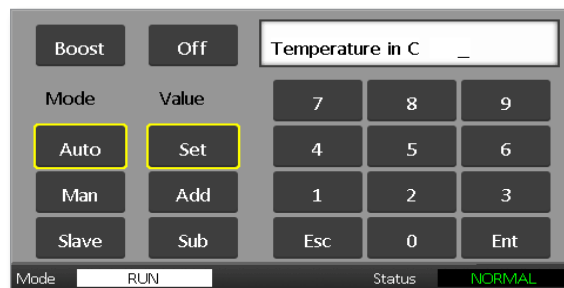 Boost Off Temperature in C _
Mode Value 7 8 9
Auto Set 4 5 6
Man Add 1 2 3
Slave Sub Esc 0 Ent
Mode RUN Status NORMAL